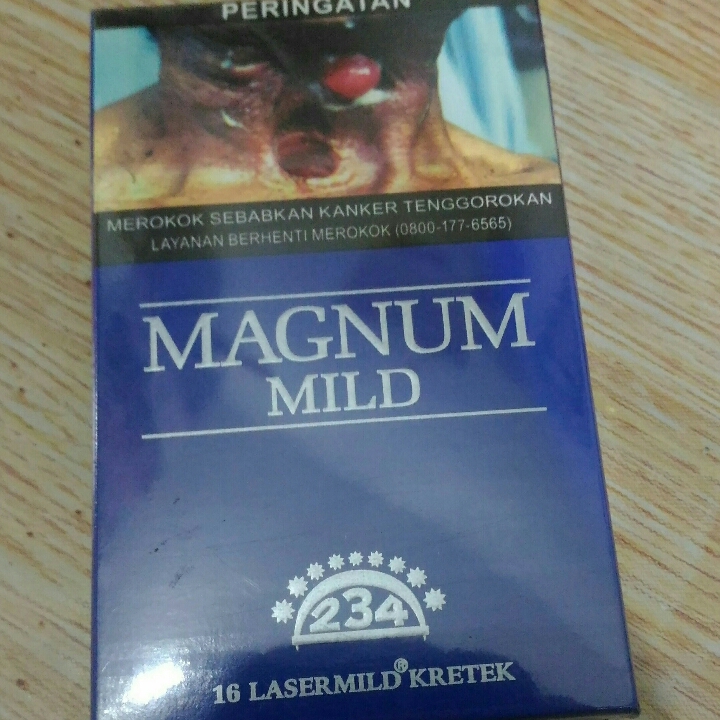 PERINGATAN
MEROKOK SEBABKAN KANKER TENGGOROKAN
LAYANAN BERHENTI MEROKOK (0800-177-6565)
MAGNUM
MILD
234
16 LASERMILD® KRETEK